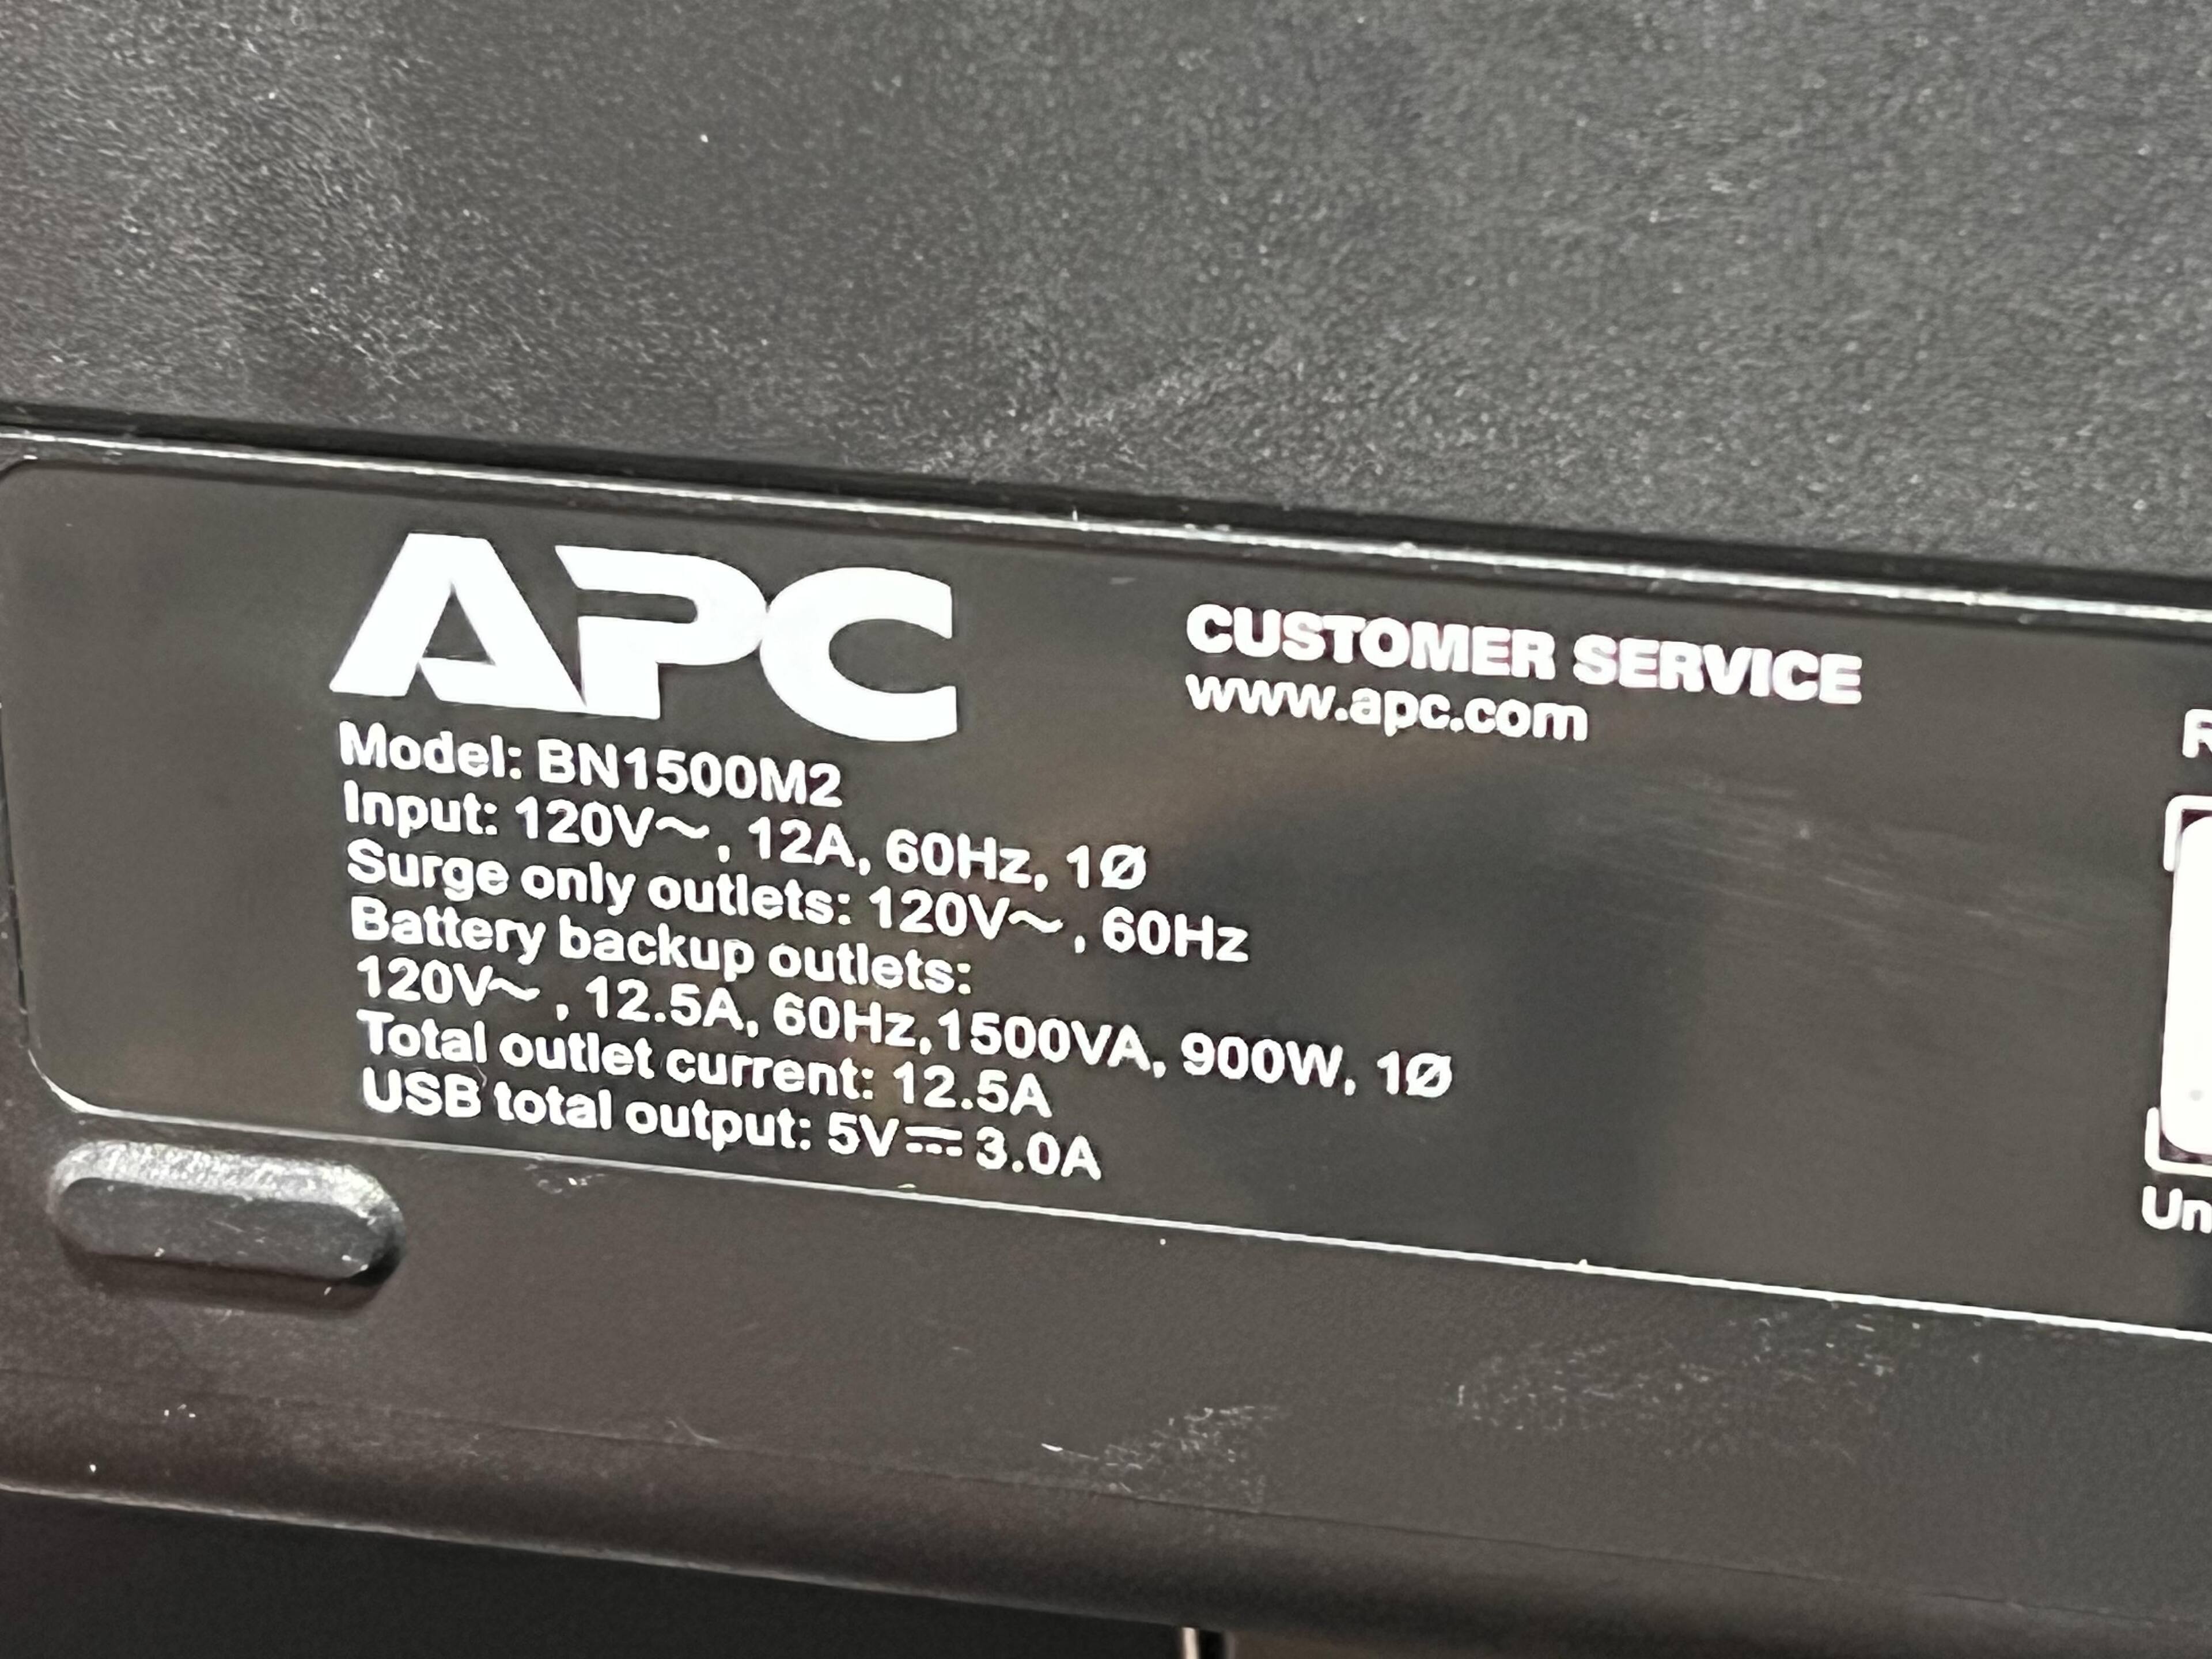 APC
Model: BN1500M2
Input: 120V~, 12A, 60Hz, 1Ø
Surge only outlets: 120V~, 60Hz
Battery backup outlets:
120V~, 12.5A, 60Hz,1500VA, 900W, 1Ø
Total outlet current: 12.5A
USB total output: 5V⎓3.0A
CUSTOMER SERVICE
www.apc.com